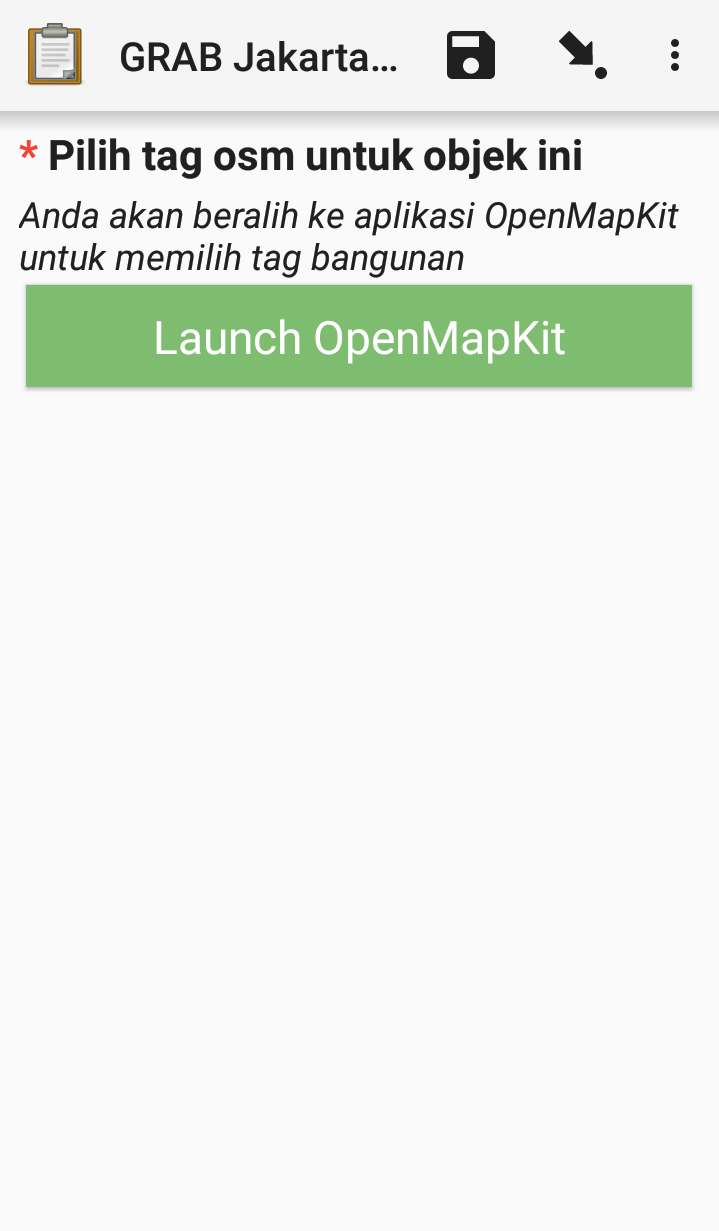 GRAB Jakarta...
* Pilih tag osm untuk objek ini
Anda akan beralih ke aplikasi OpenMapKit
untuk memilih tag bangunan
Launch OpenMapKit